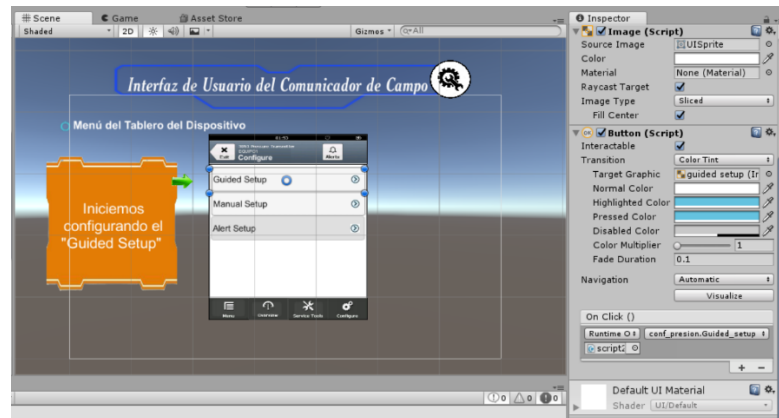 Scene
Game
Asset Store
Shaded
2D
Gizmos
All
Interfaz de Usuario del Comunicador de Campo
Menú del Tablero del Dispositivo
Exit
Configure
Alerts
Iniciemos
configurando el
"Guided Setup"
Guided Setup
Manual Setup
Alert Setup
Menu
Overview
Service Tools
Configure
0
0
0
Inspector
Image (Script)
Source Image
UISprite
Color
Material
None (Material)
Raycast Target
Image Type
Sliced
Fill Center
Button (Script)
Interactable
Transition
Color Tint
Target Graphic
guided setup (Ir
Normal Color
Highlighted Color
Pressed Color
Disabled Color
Color Multiplier
1
Fade Duration
0.1
Navigation
Automatic
Visualize
On Click ()
Runtime O
conf_presion.Guided_setup
script2
Default UI Material
Shader
UI/Default